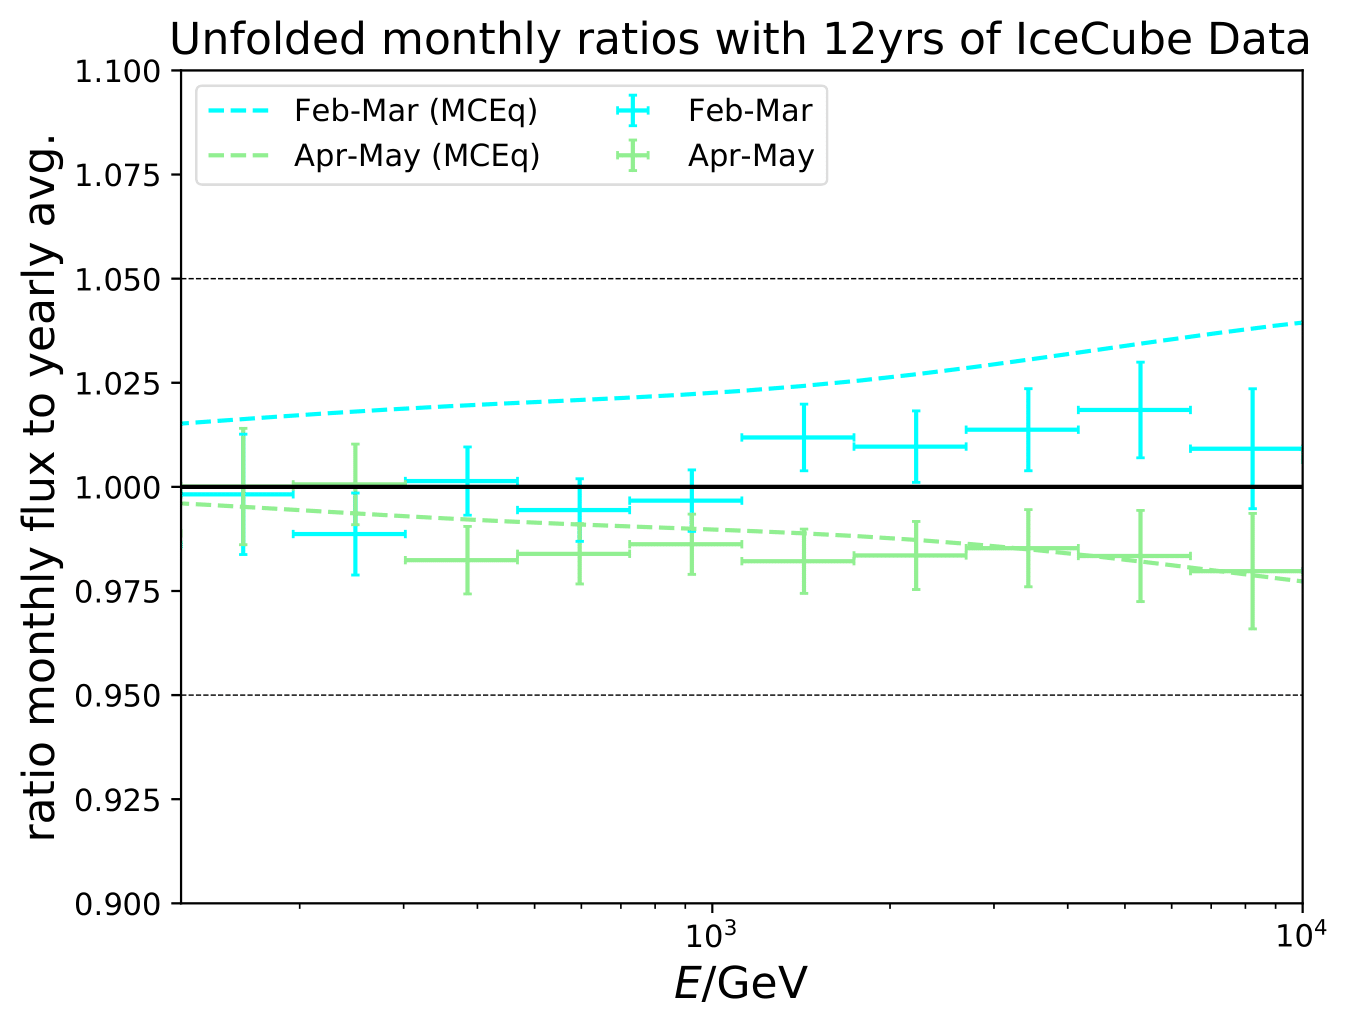 Unfolded monthly ratios with 12yrs of IceCube Data
ratio monthly flux to yearly avg.
1.100
1.075
1.050
1.025
1.000
0.975
0.950
0.925
0.900
Feb-Mar (MCEq)
Apr-May (MCEq)
Feb-Mar
Apr-May
10³
10⁴
E/GeV